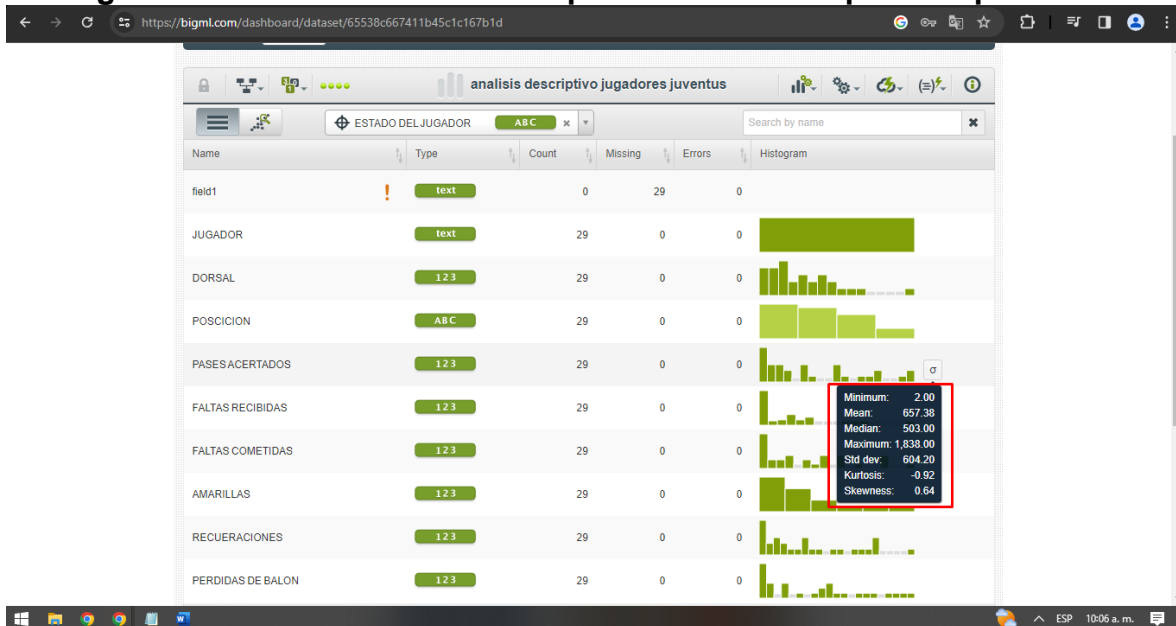 https://bigml.com/dashboard/dataset/65538c667411b45c1c167b1d
analisis descriptivo jugadores juventus
ESTADO DEL JUGADOR ABC
Search by name
Name Type Count Missing Errors Histogram
field1 ! text 0 29 0
JUGADOR text 29 0 0
DORSAL 123 29 0 0
POSCICION ABC 29 0 0
PASES ACERTADOS 123 29 0 0 σ
Minimum: 2.00
Mean: 657.38
Median: 503.00
Maximum: 1,838.00
Std dev: 604.20
Kurtosis: -0.92
Skewness: 0.64
FALTAS RECIBIDAS 123 29 0 0
FALTAS COMETIDAS 123 29 0 0
AMARILLAS 123 29 0 0
RECUERACIONES 123 29 0 0
PERDIDAS DE BALON 123 29 0 0
ESP 10:06 a. m.